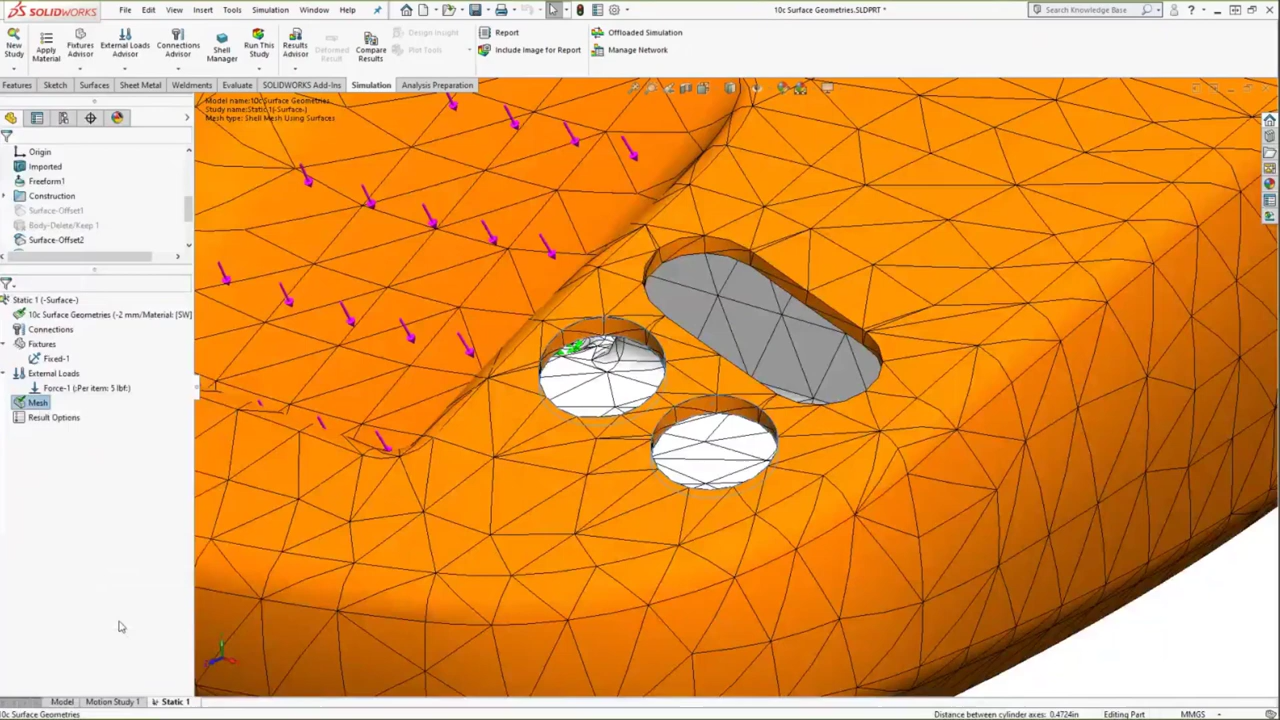 SOLIDWORKS
File Edit View Insert Tools Simulation Window Help
10c Surface Geometries.SLDPRT *
Search Knowledge Base
New Study
Apply Material
Fixtures Advisor
External Loads Advisor
Connections Advisor
Shell Manager
Run This Study
Results Advisor
Deformed Result
Compare Results
Design Insight
Plot Tools
Report
Include Image for Report
Offloaded Simulation
Manage Network
Features Sketch Surfaces Sheet Metal Weldments Evaluate SOLIDWORKS Add-Ins Simulation Analysis Preparation
Model name:10c Surface Geometries
Study name:Static 1(-Surface-)
Mesh type: Shell Mesh Using Surfaces
Origin
Imported
Freeform1
Construction
Surface-Offset1
Body-Delete/Keep 1
Surface-Offset2
Static 1 (-Surface-)
10c Surface Geometries (-2 mm/Material: [SW]
Connections
Fixtures
Fixed-1
External Loads
Force-1 (:Per item: 5 lbf:)
Mesh
Result Options
Model Motion Study 1 Static 1
10c Surface Geometries
Distance between cylinder axes: 0.4724in
Editing Part
MMGS